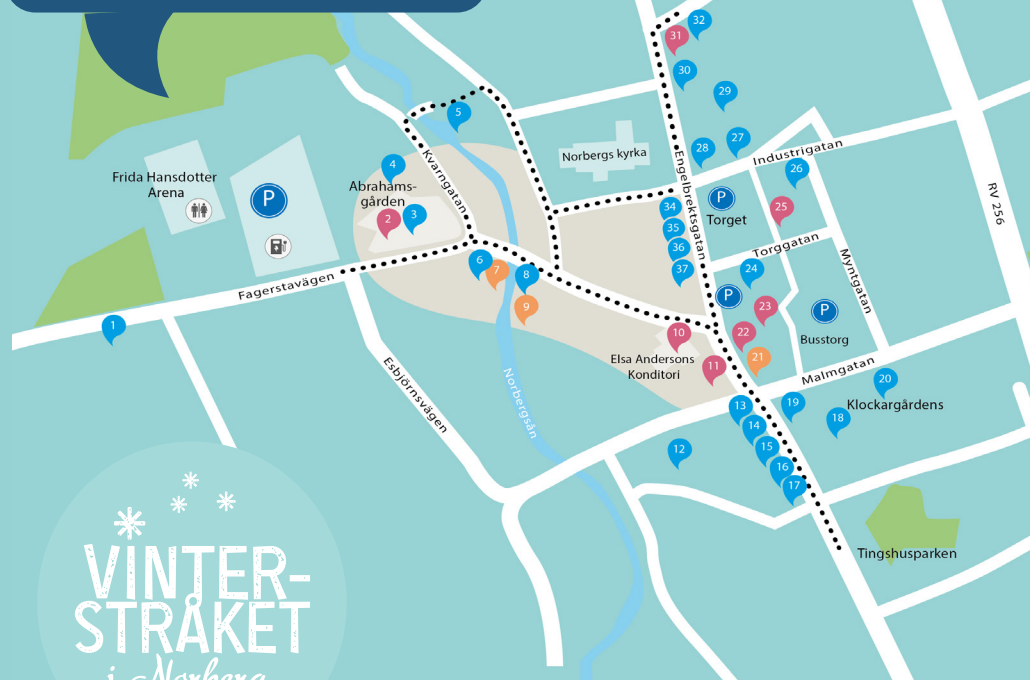 32
31
30
29
5
27
28
Norbergs kyrka
Industrigatan
4
Kvarngatan
Engelbrektsgatan
26
Frida Hansdotter
Arena
Abrahams-
gården
P
P
RV 256
2
3
34
25
Torget
35
36
Torggatan
37
24
Myntgatan
6
7
8
Fagerstavägen
P
9
23
P
1
10
22
Busstorg
Elsa Andersons
Konditori
21
11
Malmgatan
Esbjörnsvägen
Norbergsån
20
13
19
Klockargårdens
14
18
12
15
16
17
Tingshusparken
VINTER-
STRÅKET
i Norberg